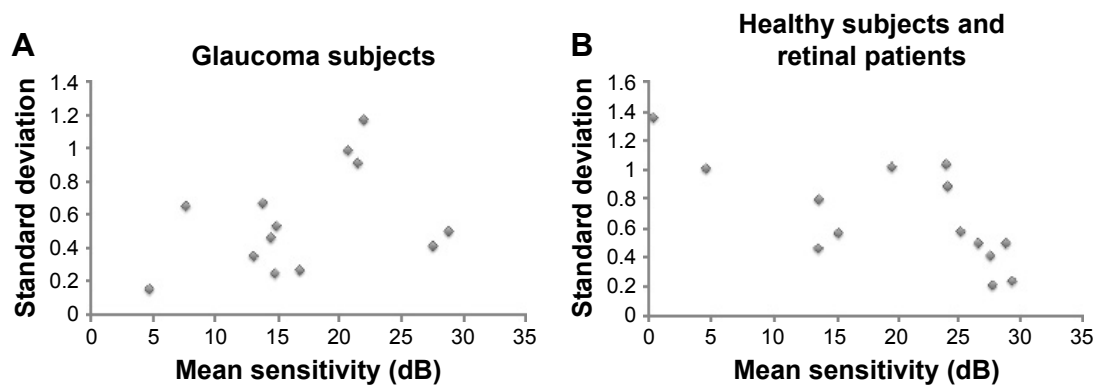 A
Glaucoma subjects
Standard deviation
1.4
1.2
1
0.8
0.6
0.4
0.2
0
0 5 10 15 20 25 30 35
Mean sensitivity (dB)
B
Healthy subjects and
retinal patients
Standard deviation
1.6
1.4
1.2
1
0.8
0.6
0.4
0.2
0
0 5 10 15 20 25 30 35
Mean sensitivity (dB)